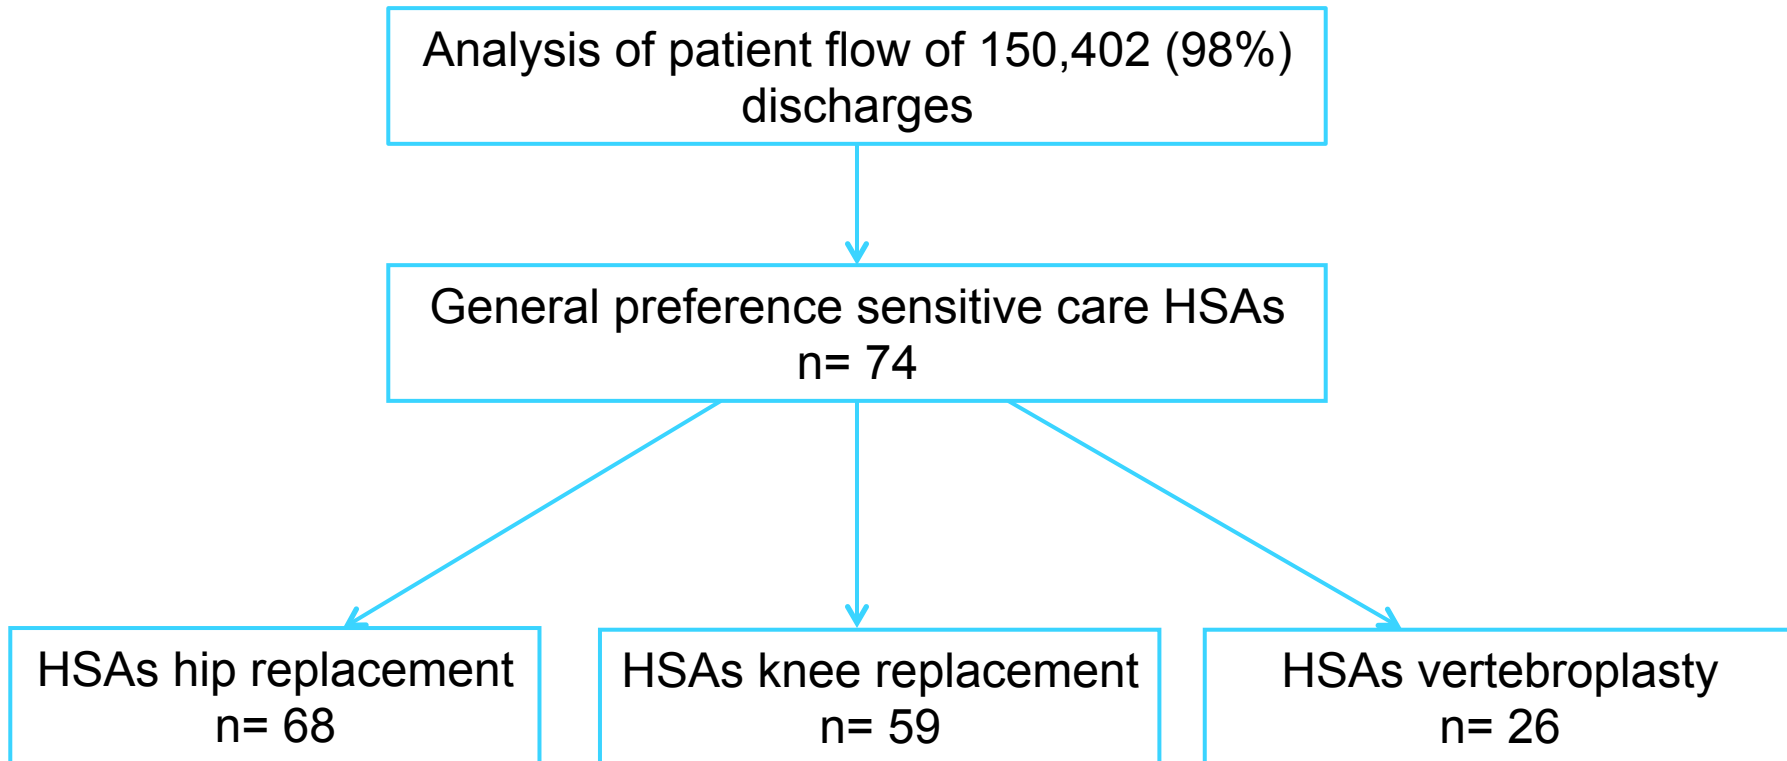 Analysis of patient flow of 150,402 (98%)
discharges
General preference sensitive care HSAs
n= 74
HSAs hip replacement
n= 68
HSAs knee replacement
n= 59
HSAs vertebroplasty
n= 26